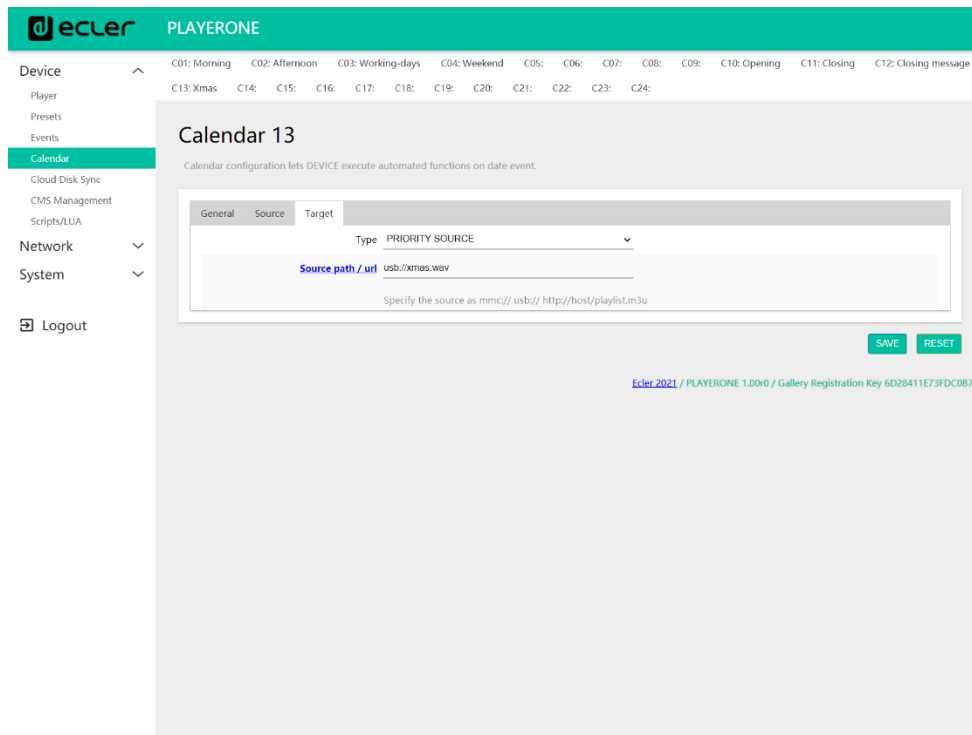 ecler
PLAYERONE
Device
Player
Presets
Events
Calendar
Cloud Disk Sync
CMS Management
Scripts/LUA
Network
System
Logout
C01: Morning C02: Afternoon C03: Working-days C04: Weekend C05: C06: C07: C08: C09: C10: Opening C11: Closing C12: Closing message
C13: Xmas C14: C15: C16: C17: C18: C19: C20: C21: C22: C23: C24:
Calendar 13
Calendar configuration lets DEVICE execute automated functions on date event.
General Source Target
Type PRIORITY SOURCE
Source path / url usb://xmas.wav
Specify the source as mmc:// usb:// http://host/playlist.m3u
SAVE RESET
Ecler 2021 / PLAYERONE 1.00r0 / Gallery Registration Key 6D28411E73FDC0B7